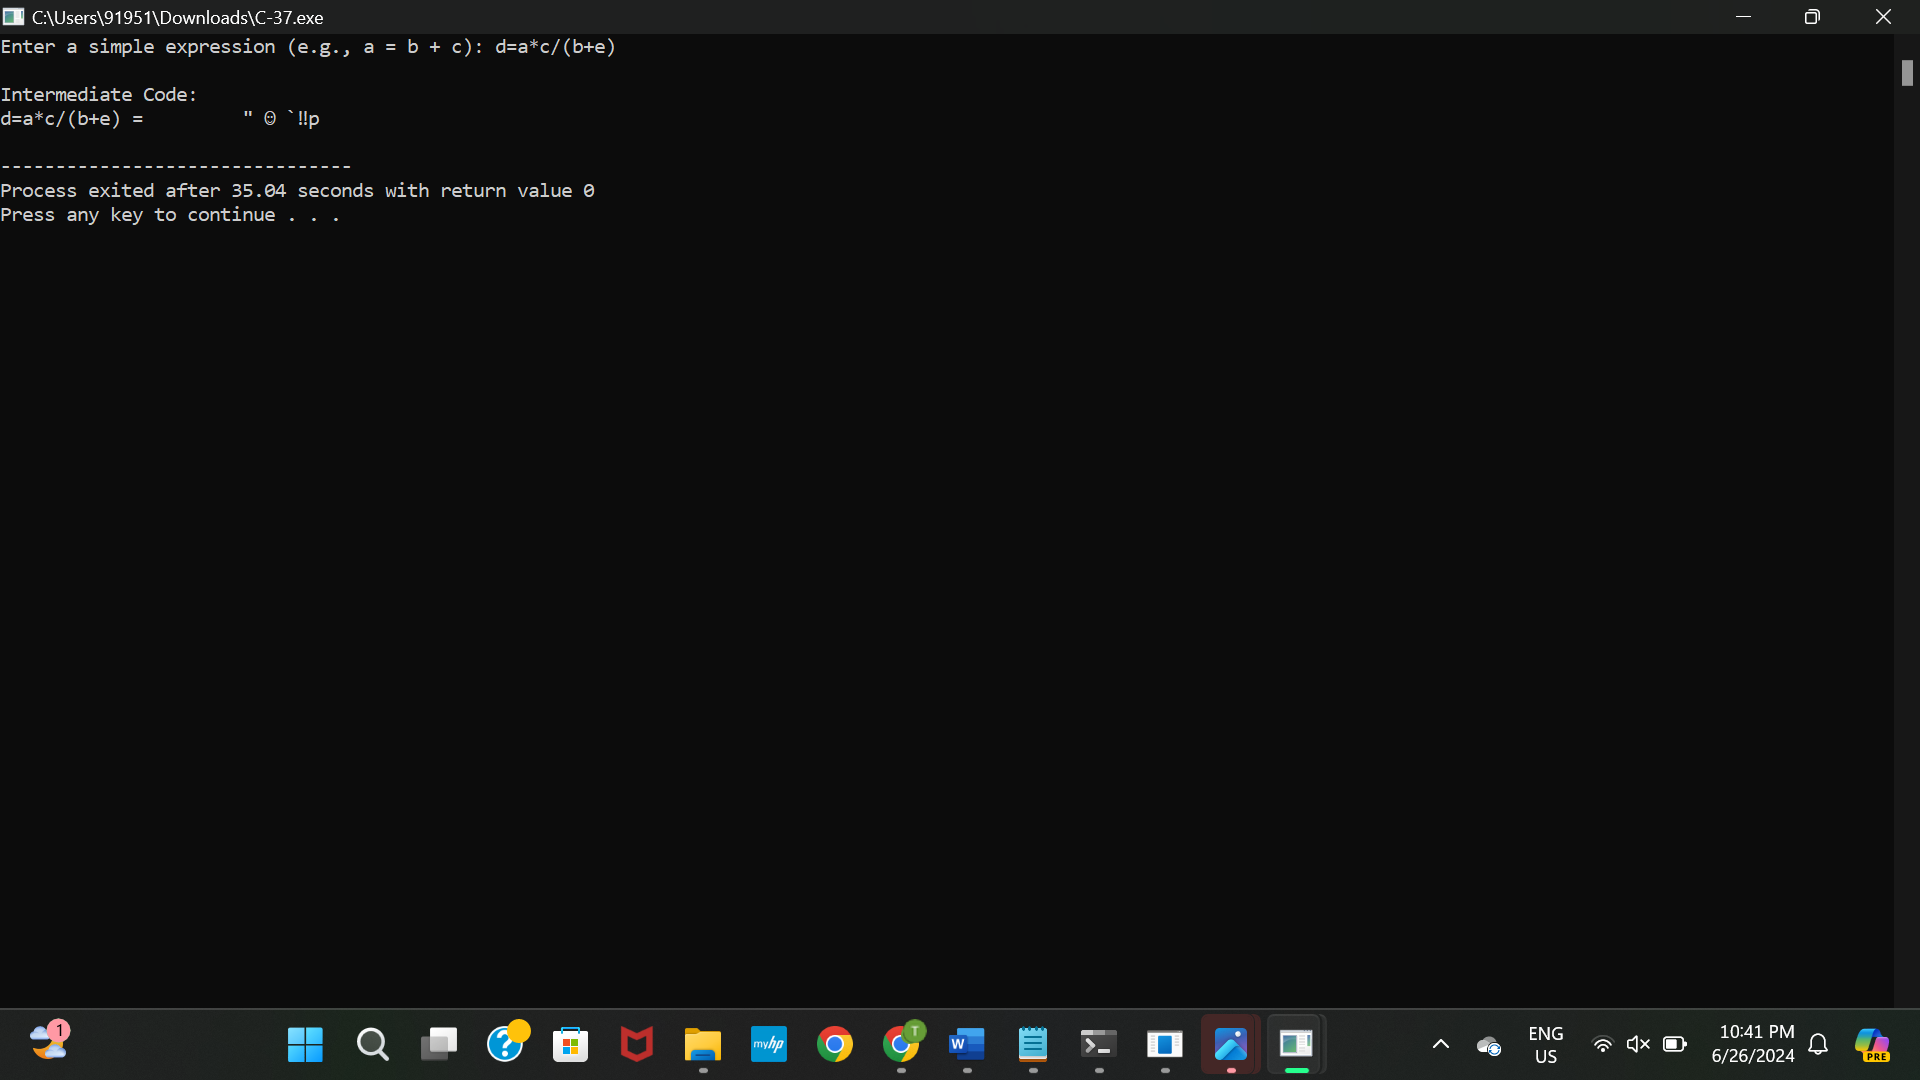 C:\Users\91951\Downloads\C-37.exe
Enter a simple expression (e.g., a = b + c): d=a*c/(b+e)
Intermediate Code:
d=a*c/(b+e) =         " ☺ `‼p
--------------------------------
Process exited after 35.04 seconds with return value 0
Press any key to continue . . .
1
?
myhp
T
W
ENG
US
10:41 PM
6/26/2024
PRE